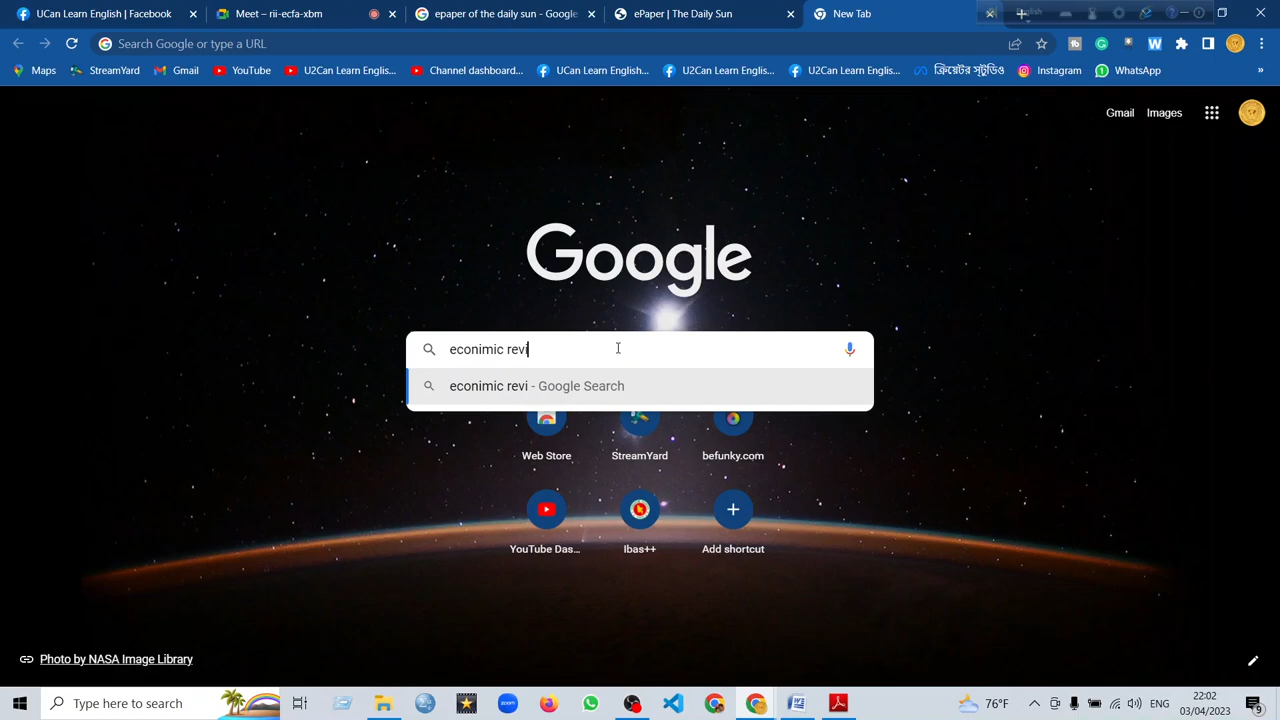 UCan Learn English | Facebook
Meet – rii-ecfa-xbm
epaper of the daily sun - Google
ePaper | The Daily Sun
New Tab
English
Search Google or type a URL
Maps
StreamYard
Gmail
YouTube
U2Can Learn Englis...
Channel dashboard...
UCan Learn English...
U2Can Learn Englis...
U2Can Learn Englis...
ক্রিয়েটর স্টুডিও
Instagram
WhatsApp
»
Gmail
Images
Google
econimic revi
econimic revi - Google Search
Web Store
StreamYard
befunky.com
YouTube Das...
Ibas++
Add shortcut
Photo by NASA Image Library
Type here to search
zoom
76°F
ENG
22:02
03/04/2023
9